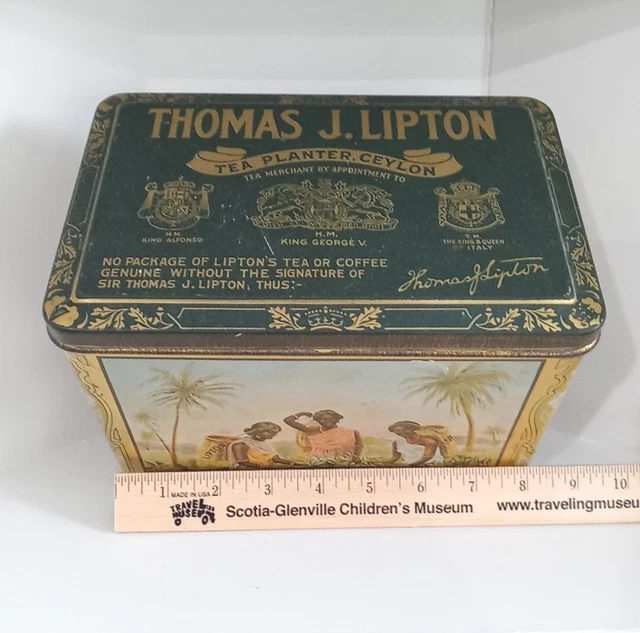 THOMAS J. LIPTON
TEA PLANTER, CEYLON
TEA MERCHANT BY APPOINTMENT TO
H.M.
KING ALFONSO
H.M.
KING GEORGE V.
T.M.
THE KING & QUEEN
OF ITALY
NO PACKAGE OF LIPTON'S TEA OR COFFEE
GENUINE WITHOUT THE SIGNATURE OF
SIR THOMAS J. LIPTON, THUS:-
Thomas J Lipton
1 2 3 4 5 6 7 8 9 10
MADE IN USA
TRAVELING
MUSEUM
Scotia-Glenville Children's Museum
www.travelingmuseu